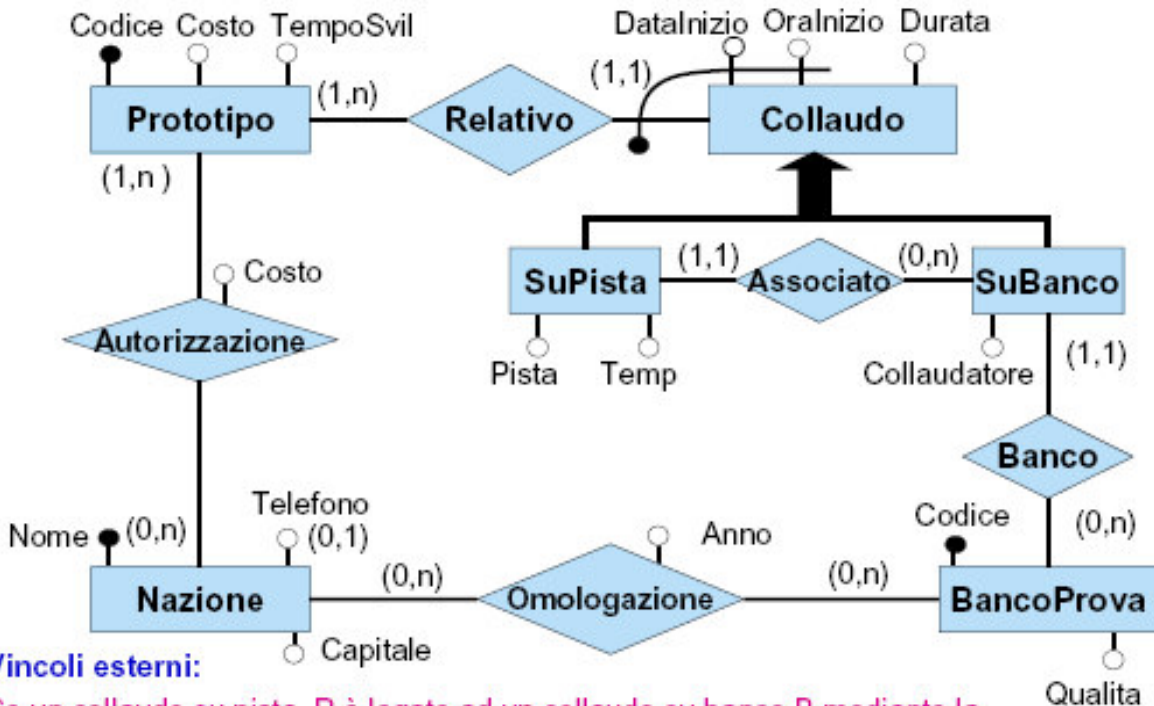 Codice Costo TempoSvil
DataInizio OraInizio Durata
(1,n)
(1,1)
Prototipo
Relativo
Collaudo
(1,n )
Costo
SuPista
(1,1)
Associato
(0,n)
SuBanco
Autorizzazione
Pista Temp
Collaudatore
(1,1)
Banco
Telefono
Nome
(0,n)
(0,1)
Anno
Codice
(0,n)
(0,n)
(0,n)
Nazione
Omologazione
BancoProva
Capitale
Vincoli esterni:
Qualita